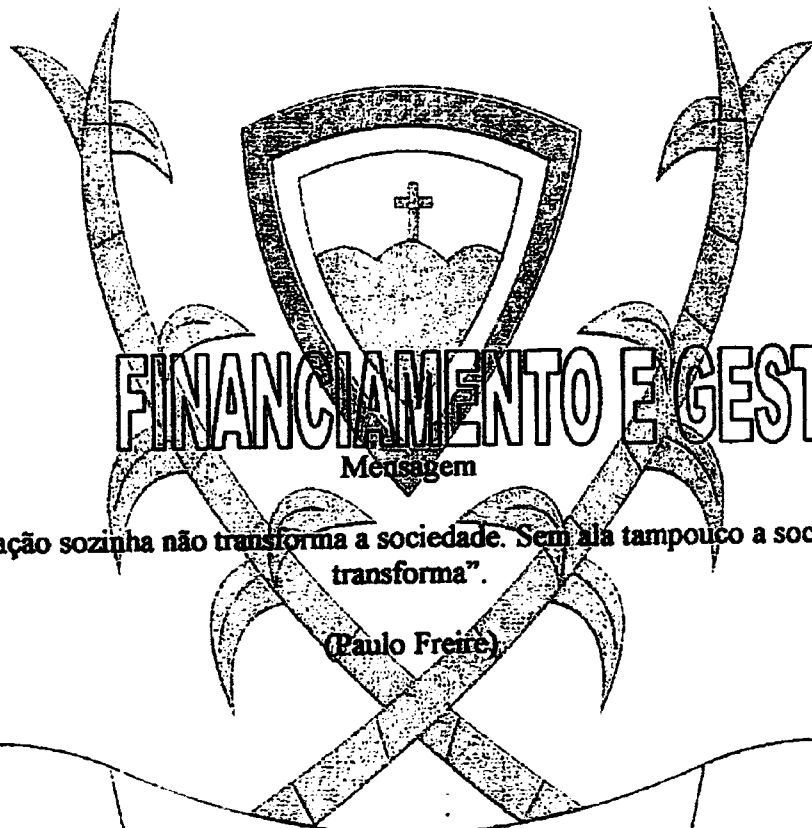 FINANCIAMENTO E GEST
Mensagem
ação sozinha não transforma a sociedade. Sem ala tampouco a soc
transforma".
(Paulo Freire)